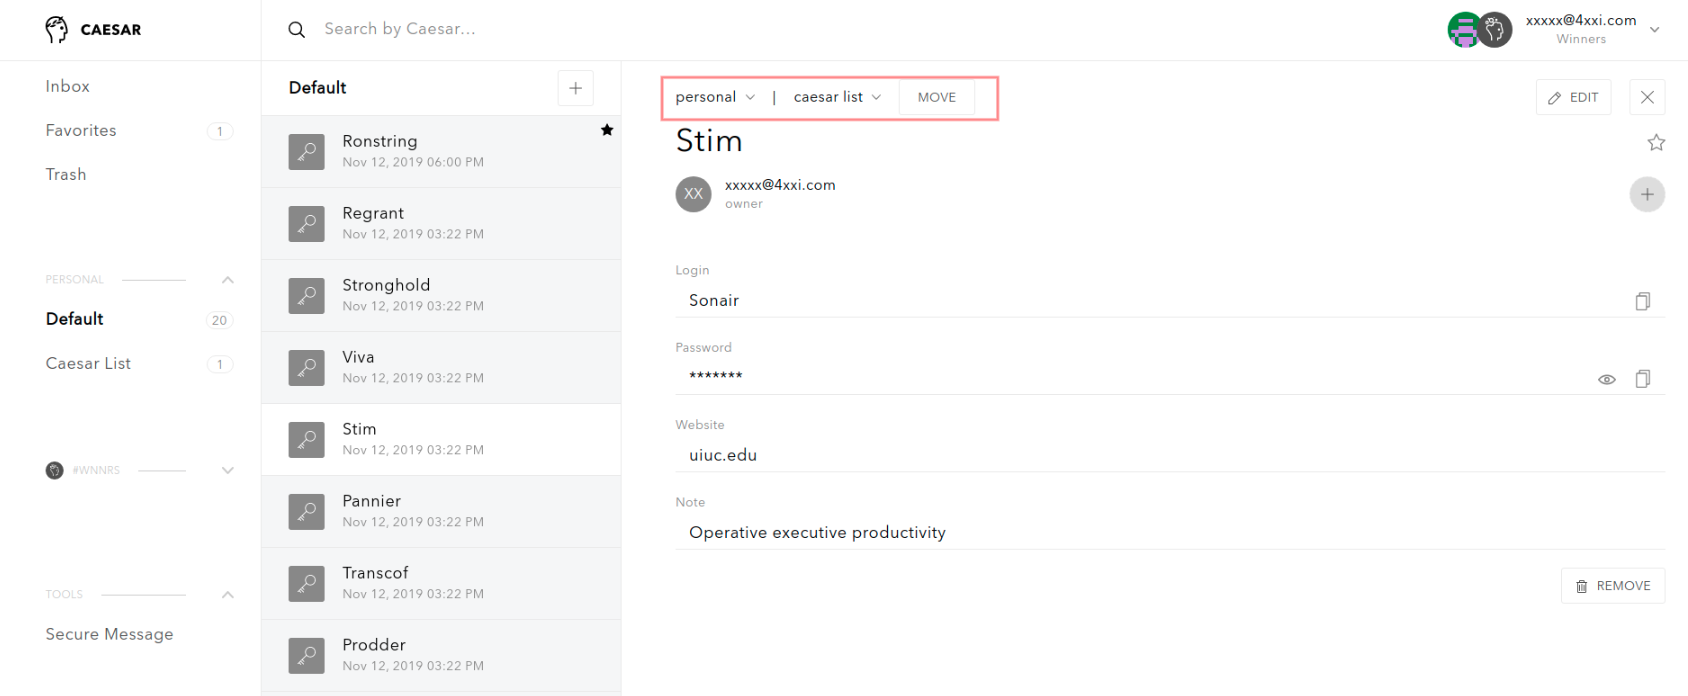 CAESAR
Search by Caesar...
xxxxx@4xxi.com
Winners
Inbox
Favorites 1
Trash
PERSONAL
Default 20
Caesar List 1
#WNNRS
TOOLS
Secure Message
Default
Ronstring
Nov 12, 2019 06:00 PM
Regrant
Nov 12, 2019 03:22 PM
Stronghold
Nov 12, 2019 03:22 PM
Viva
Nov 12, 2019 03:22 PM
Stim
Nov 12, 2019 03:22 PM
Pannier
Nov 12, 2019 03:22 PM
Transcof
Nov 12, 2019 03:22 PM
Prodder
Nov 12, 2019 03:22 PM
personal | caesar list MOVE
EDIT
Stim
XX
xxxxx@4xxi.com
owner
Login
Sonair
Password
*******
Website
uiuc.edu
Note
Operative executive productivity
REMOVE